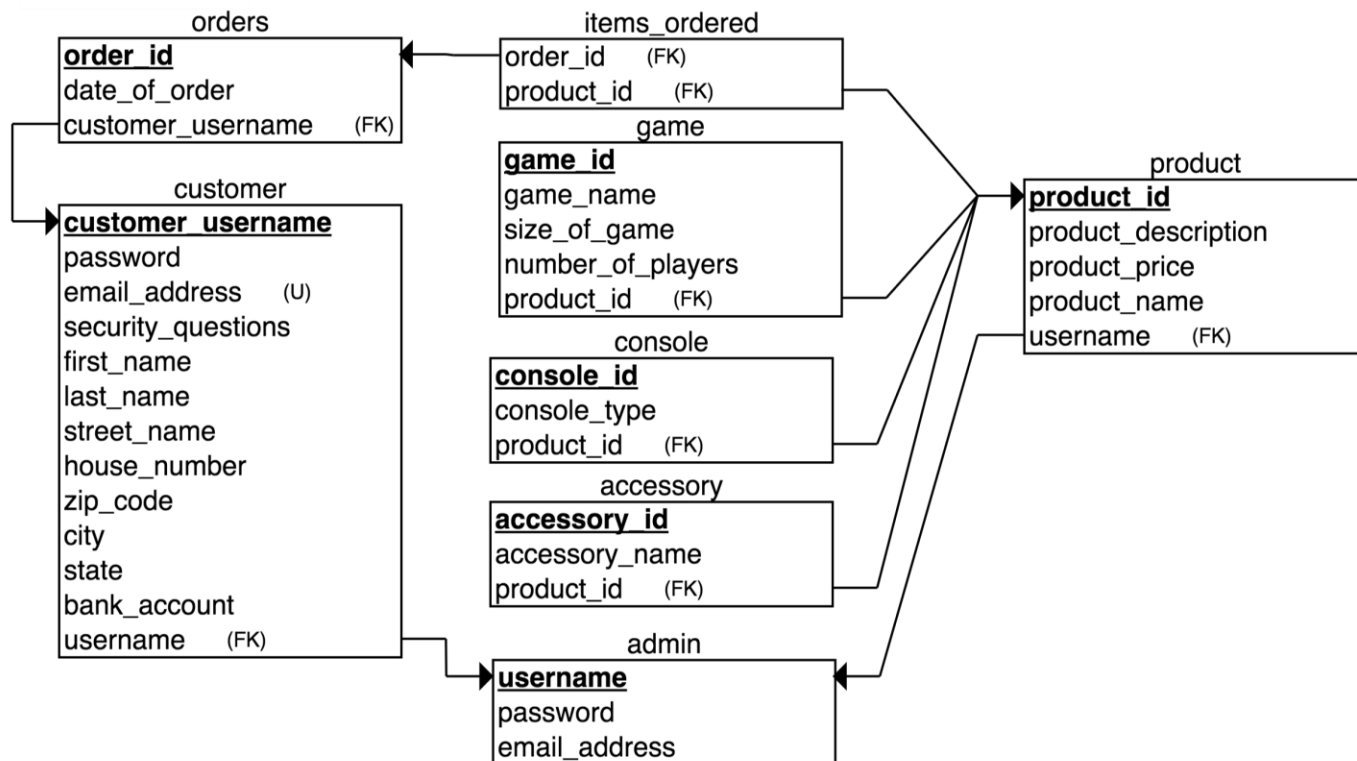 orders
order_id
date_of_order
customer_username (FK)
customer
customer_username
password
email_address (U)
security_questions
first_name
last_name
street_name
house_number
zip_code
city
state
bank_account
username (FK)
items_ordered
order_id (FK)
product_id (FK)
game
game_id
game_name
size_of_game
number_of_players
product_id (FK)
console
console_id
console_type
product_id (FK)
accessory
accessory_id
accessory_name
product_id (FK)
admin
username
password
email_address
product
product_id
product_description
product_price
product_name
username (FK)